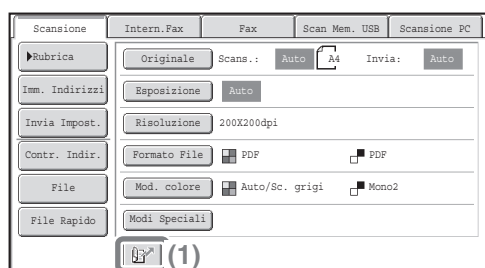 Scansione Intern.Fax Fax Scan Mem. USB Scansione PC
Rubrica Originale Scans.: Auto A4 Invia: Auto
Imm. Indirizzi Esposizione Auto
Invia Impost. Risoluzione 200X200dpi
Contr. Indir. Formato File PDF PDF
File Mod. colore Auto/Sc. grigi Mono2
File Rapido Modi Speciali
(1)